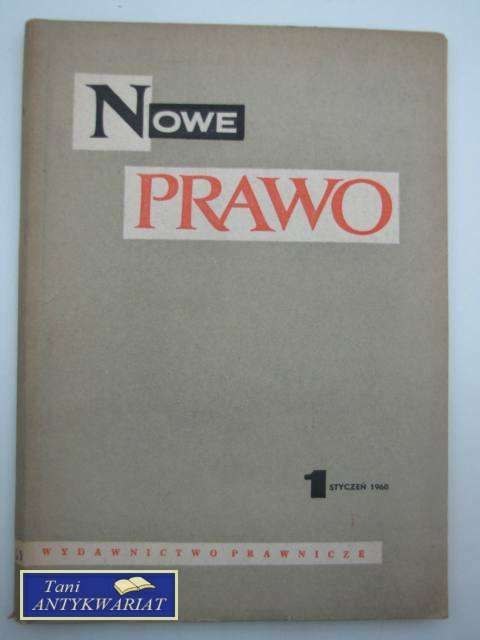 NOWE
PRAWO
1 STYCZEŃ 1960
WYDAWNICTWO PRAWNICZE
Tani
ANTYKWARIAT